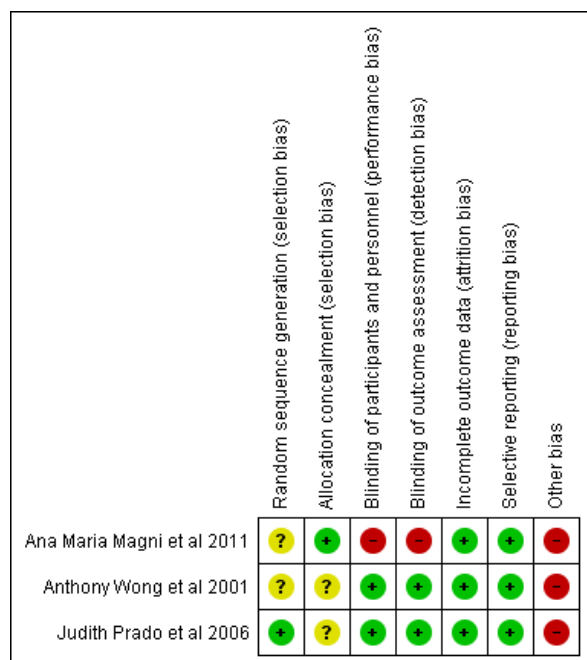 Random sequence generation (selection bias)
Allocation concealment (selection bias)
Blinding of participants and personnel (performance bias)
Blinding of outcome assessment (detection bias)
Incomplete outcome data (attrition bias)
Selective reporting (reporting bias)
Other bias
Ana Maria Magni et al 2011 ? + - - + + -
Anthony Wong et al 2001 ? ? + + + + -
Judith Prado et al 2006 + ? + + + + -